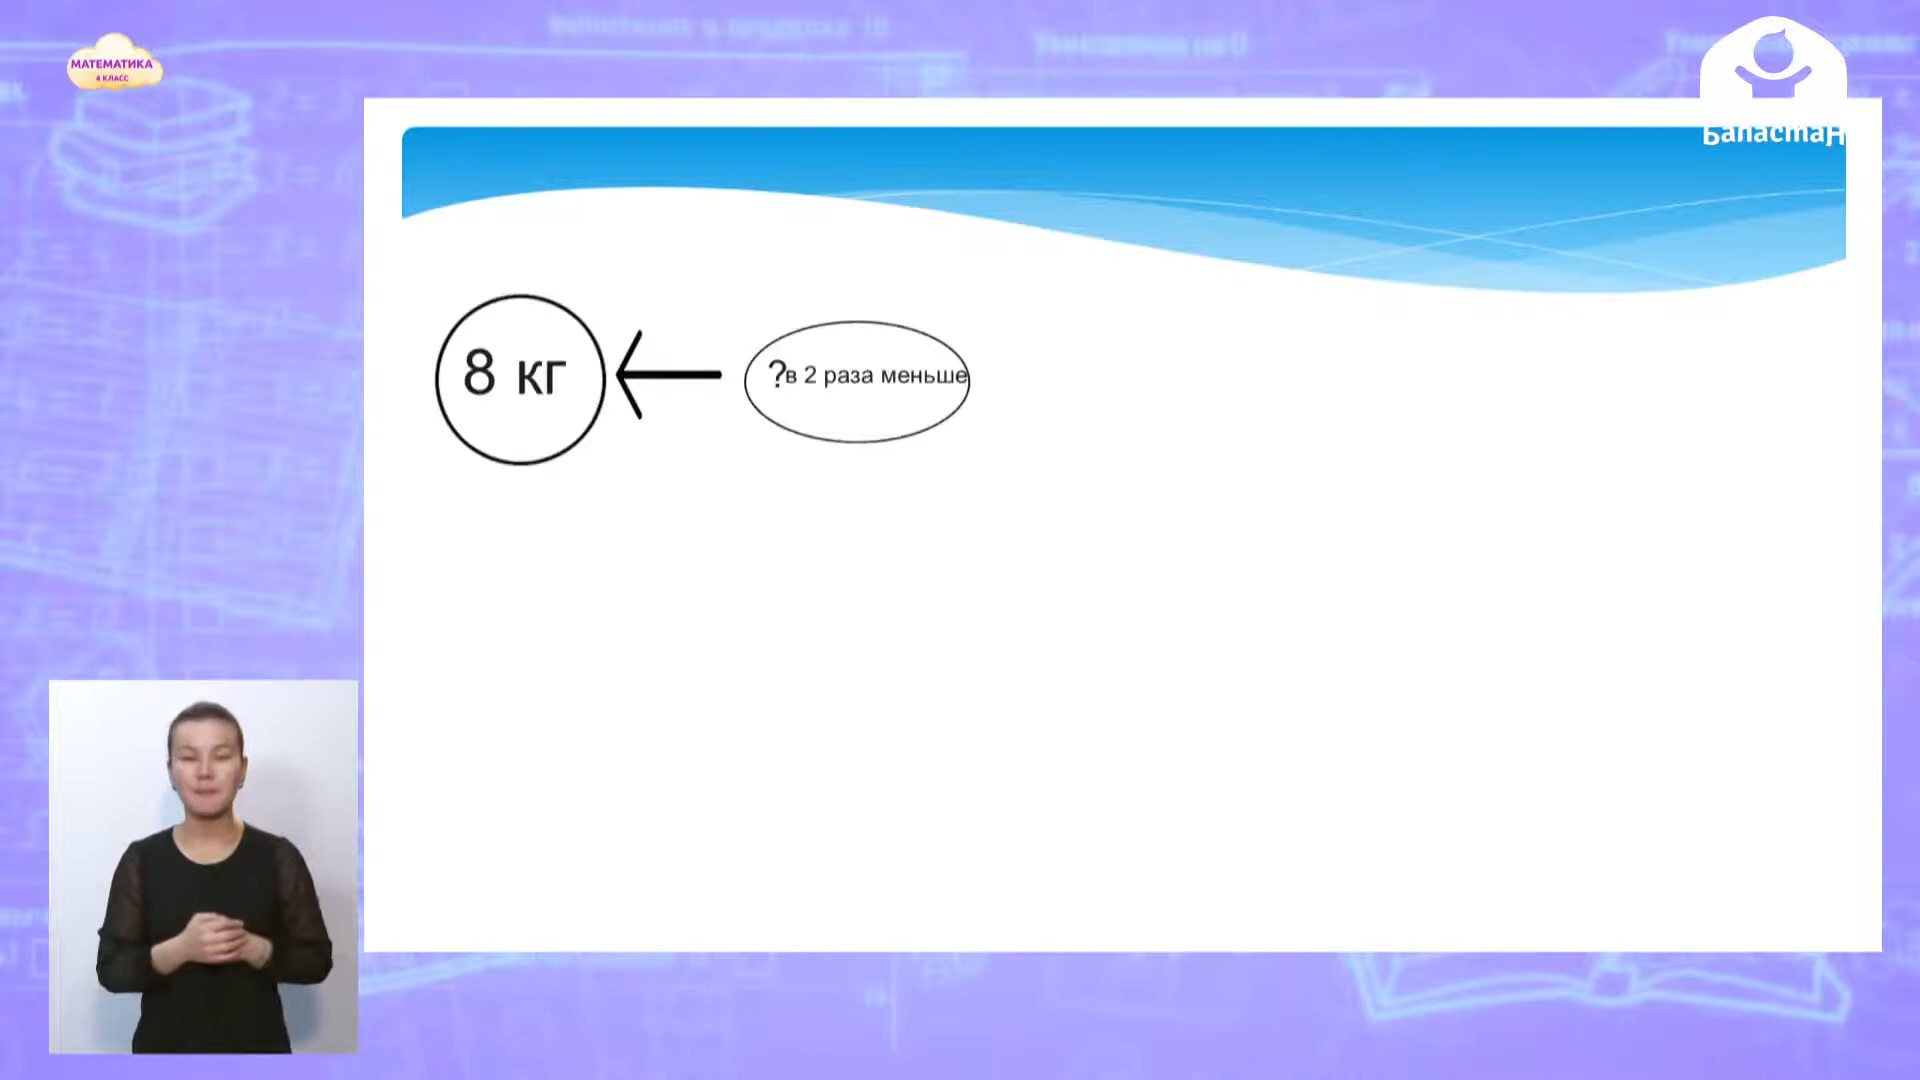 МАТЕМАТИКА
4 КЛАСС
Баластан
8 кг
?в 2 раза меньше